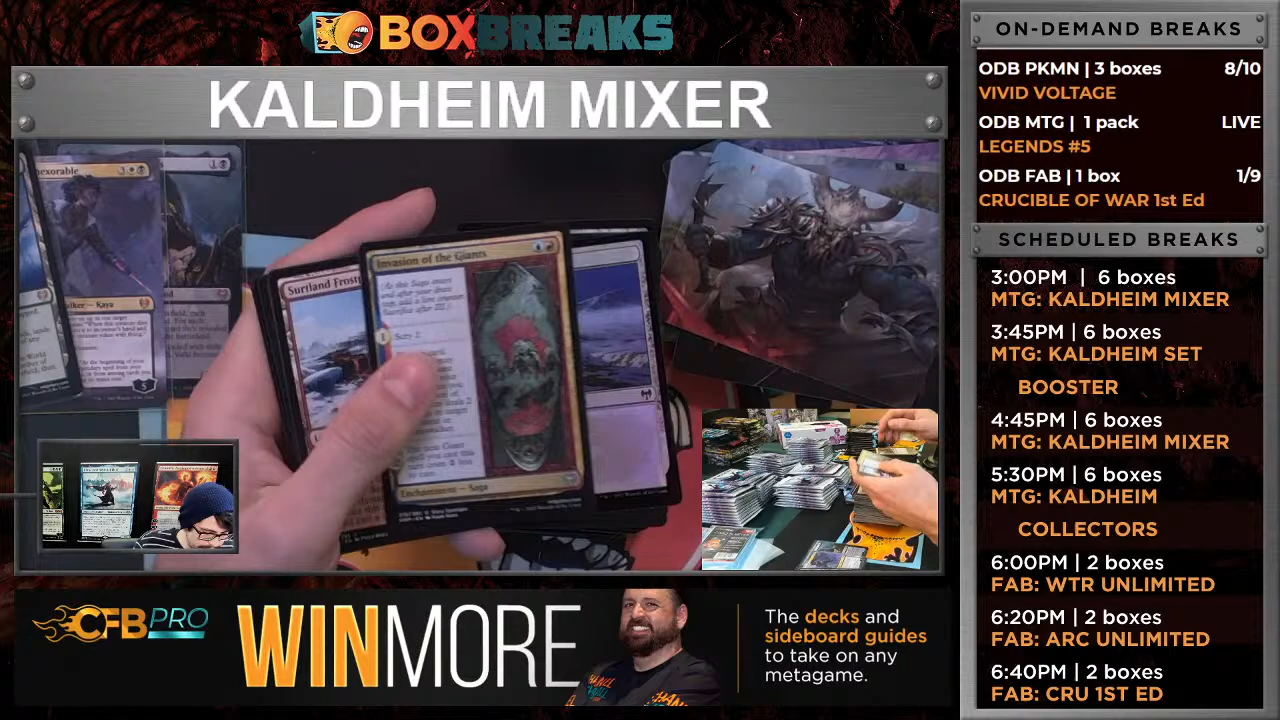 BOXBREAKS
KALDHEIM MIXER
Invasion of the Giants
Surtland Frost
Scry 2.
Enchantment — Saga
CFBPRO
WINMORE
The decks and
sideboard guides
to take on any
metagame.
ON-DEMAND BREAKS
ODB PKMN | 3 boxes 8/10
VIVID VOLTAGE
ODB MTG | 1 pack LIVE
LEGENDS #5
ODB FAB | 1 box 1/9
CRUCIBLE OF WAR 1st Ed
SCHEDULED BREAKS
3:00PM | 6 boxes
MTG: KALDHEIM MIXER
3:45PM | 6 boxes
MTG: KALDHEIM SET
BOOSTER
4:45PM | 6 boxes
MTG: KALDHEIM MIXER
5:30PM | 6 boxes
MTG: KALDHEIM
COLLECTORS
6:00PM | 2 boxes
FAB: WTR UNLIMITED
6:20PM | 2 boxes
FAB: ARC UNLIMITED
6:40PM | 2 boxes
FAB: CRU 1ST ED